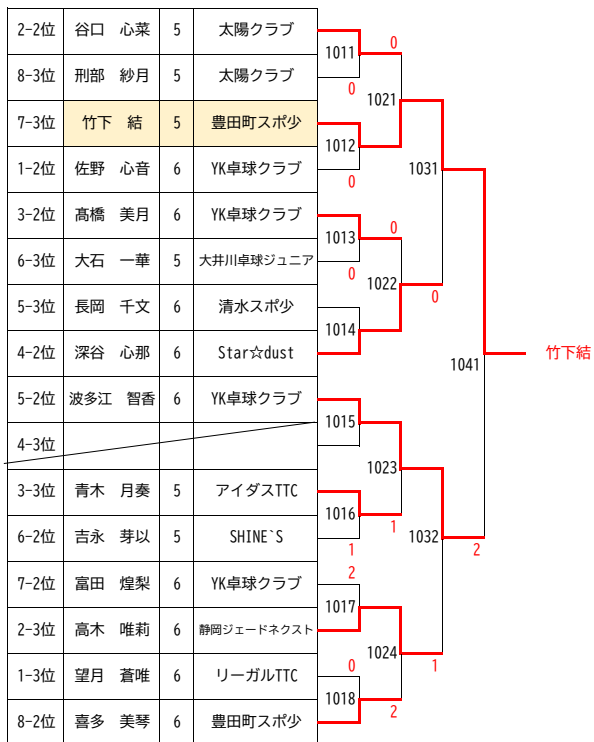 2-2位 谷口 心菜 5 太陽クラブ
0
1011
8-3位 刑部 紗月 5 太陽クラブ
0
1021
7-3位 竹下 結 5 豊田町スポ少
1012
1-2位 佐野 心音 6 YK卓球クラブ
1031
0
3-2位 髙橋 美月 6 YK卓球クラブ
0
1013
6-3位 大石 一華 5 大井川卓球ジュニア
0
1022
5-3位 長岡 千文 6 清水スポ少
0
1014
4-2位 深谷 心那 6 Star☆dust
竹下結
1041
5-2位 波多江 智香 6 YK卓球クラブ
1015
4-3位
1023
3-3位 青木 月奏 5 アイダスTTC
1016
1
6-2位 吉永 芽以 5 SHINE`S
1032
1
2
7-2位 富田 煌梨 6 YK卓球クラブ
2
1017
2-3位 高木 唯莉 6 静岡ジェードネクスト
1024
1
1-3位 望月 蒼唯 6 リーガルTTC
0
1018
2
8-2位 喜多 美琴 6 豊田町スポ少